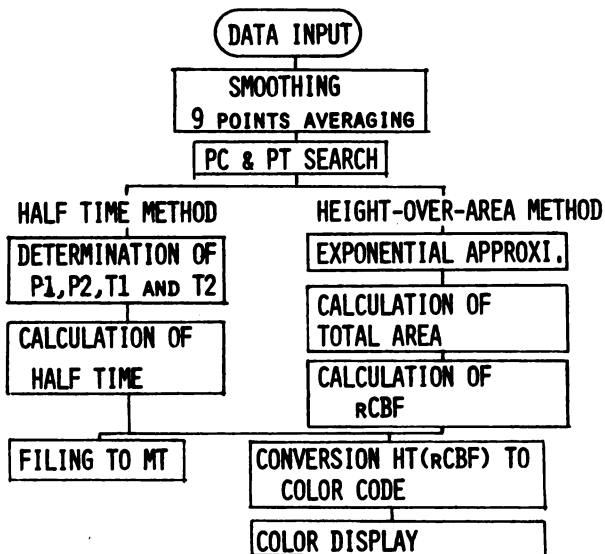 DATA INPUT
SMOOTHING
9 POINTS AVERAGING
PC & PT SEARCH
HALF TIME METHOD
DETERMINATION OF
P1,P2,T1 AND T2
CALCULATION OF
HALF TIME
HEIGHT-OVER-AREA METHOD
EXPONENTIAL APPROXI.
CALCULATION OF
TOTAL AREA
CALCULATION OF
RCBF
FILING TO MT
CONVERSION HT(RCBF) TO
COLOR CODE
COLOR DISPLAY